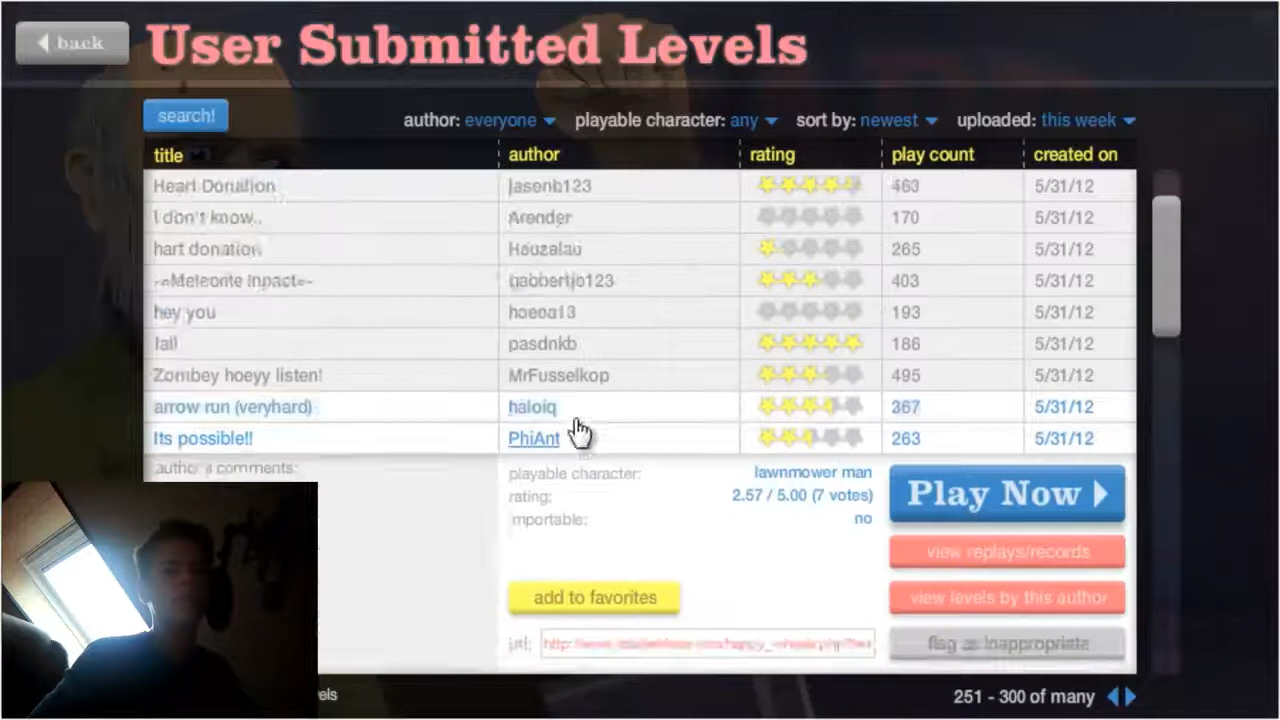 back
User Submitted Levels
search!
author: everyone playable character: any sort by: newest uploaded: this week
title author rating play count created on
Heart Donation jasenb123 463 5/31/12
I don't know.. Arender 170 5/31/12
hart donation Houzalau 265 5/31/12
403 5/31/12
hey you 193 5/31/12
pasdnkb 186 5/31/12
Zombey hoeyy listen! MrFusselkop 495 5/31/12
arrow run (veryhard) haloiq 367 5/31/12
Its possible!! PhiAnt 263 5/31/12
author's comments:
playable character: lawnmower man
rating: 2.57 / 5.00 (7 votes)
importable: no
Play Now
view replays/records
add to favorites
view levels by this author
url:
flag as inappropriate
251 - 300 of many